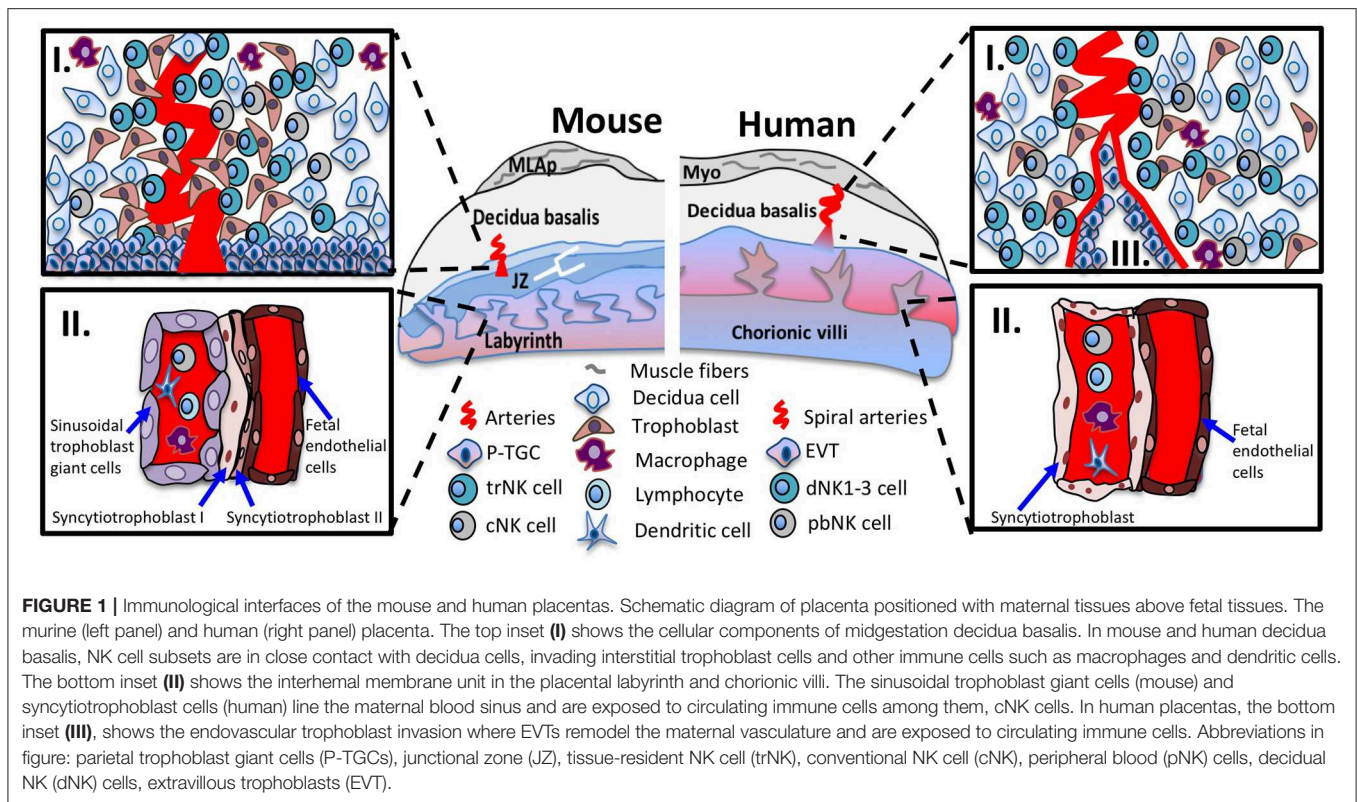 I.
I.
Mouse
Human
MLAp
Myo
Decidua basalis
Decidua basalis
JZ
III.
II.
Labyrinth
Chorionic villi
II.
Sinusoidal
trophoblast
giant cells
Fetal
endothelial
cells
Syncytiotrophoblast I
Syncytiotrophoblast II
Muscle fibers
Decidua cell
Arteries
Trophoblast
Spiral arteries
P-TGC
Macrophage
EVT
trNK cell
Lymphocyte
dNK1-3 cell
cNK cell
Dendritic cell
pbNK cell
Fetal
endothelial
cells
Syncytiotrophoblast
FIGURE 1 | Immunological interfaces of the mouse and human placentas. Schematic diagram of placenta positioned with maternal tissues above fetal tissues. The
murine (left panel) and human (right panel) placenta. The top inset (I) shows the cellular components of midgestation decidua basalis. In mouse and human decidua
basalis, NK cell subsets are in close contact with decidua cells, invading interstitial trophoblast cells and other immune cells such as macrophages and dendritic cells.
The bottom inset (II) shows the interhemal membrane unit in the placental labyrinth and chorionic villi. The sinusoidal trophoblast giant cells (mouse) and
syncytiotrophoblast cells (human) line the maternal blood sinus and are exposed to circulating immune cells among them, cNK cells. In human placentas, the bottom
inset (III), shows the endovascular trophoblast invasion where EVTs remodel the maternal vasculature and are exposed to circulating immune cells. Abbreviations in
figure: parietal trophoblast giant cells (P-TGCs), junctional zone (JZ), tissue-resident NK cell (trNK), conventional NK cell (cNK), peripheral blood (pNK) cells, decidual
NK (dNK) cells, extravillous trophoblasts (EVT).